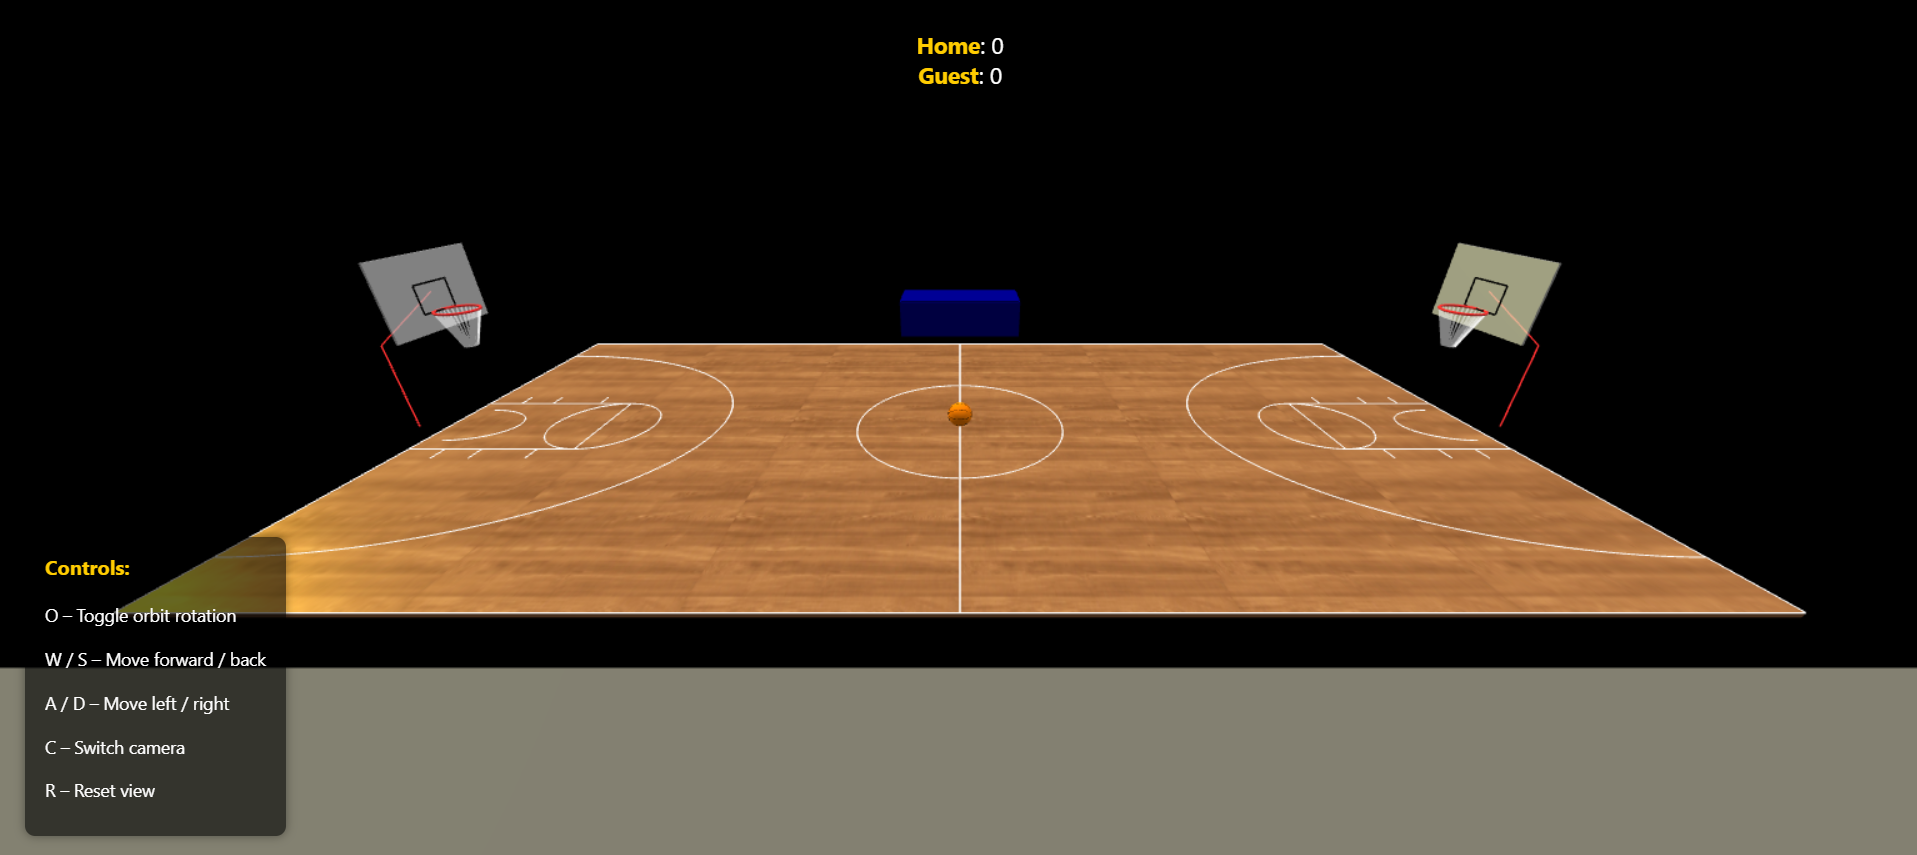 Home: 0
Guest: 0
Controls:
O – Toggle orbit rotation
W / S – Move forward / back
A / D – Move left / right
C – Switch camera
R – Reset view